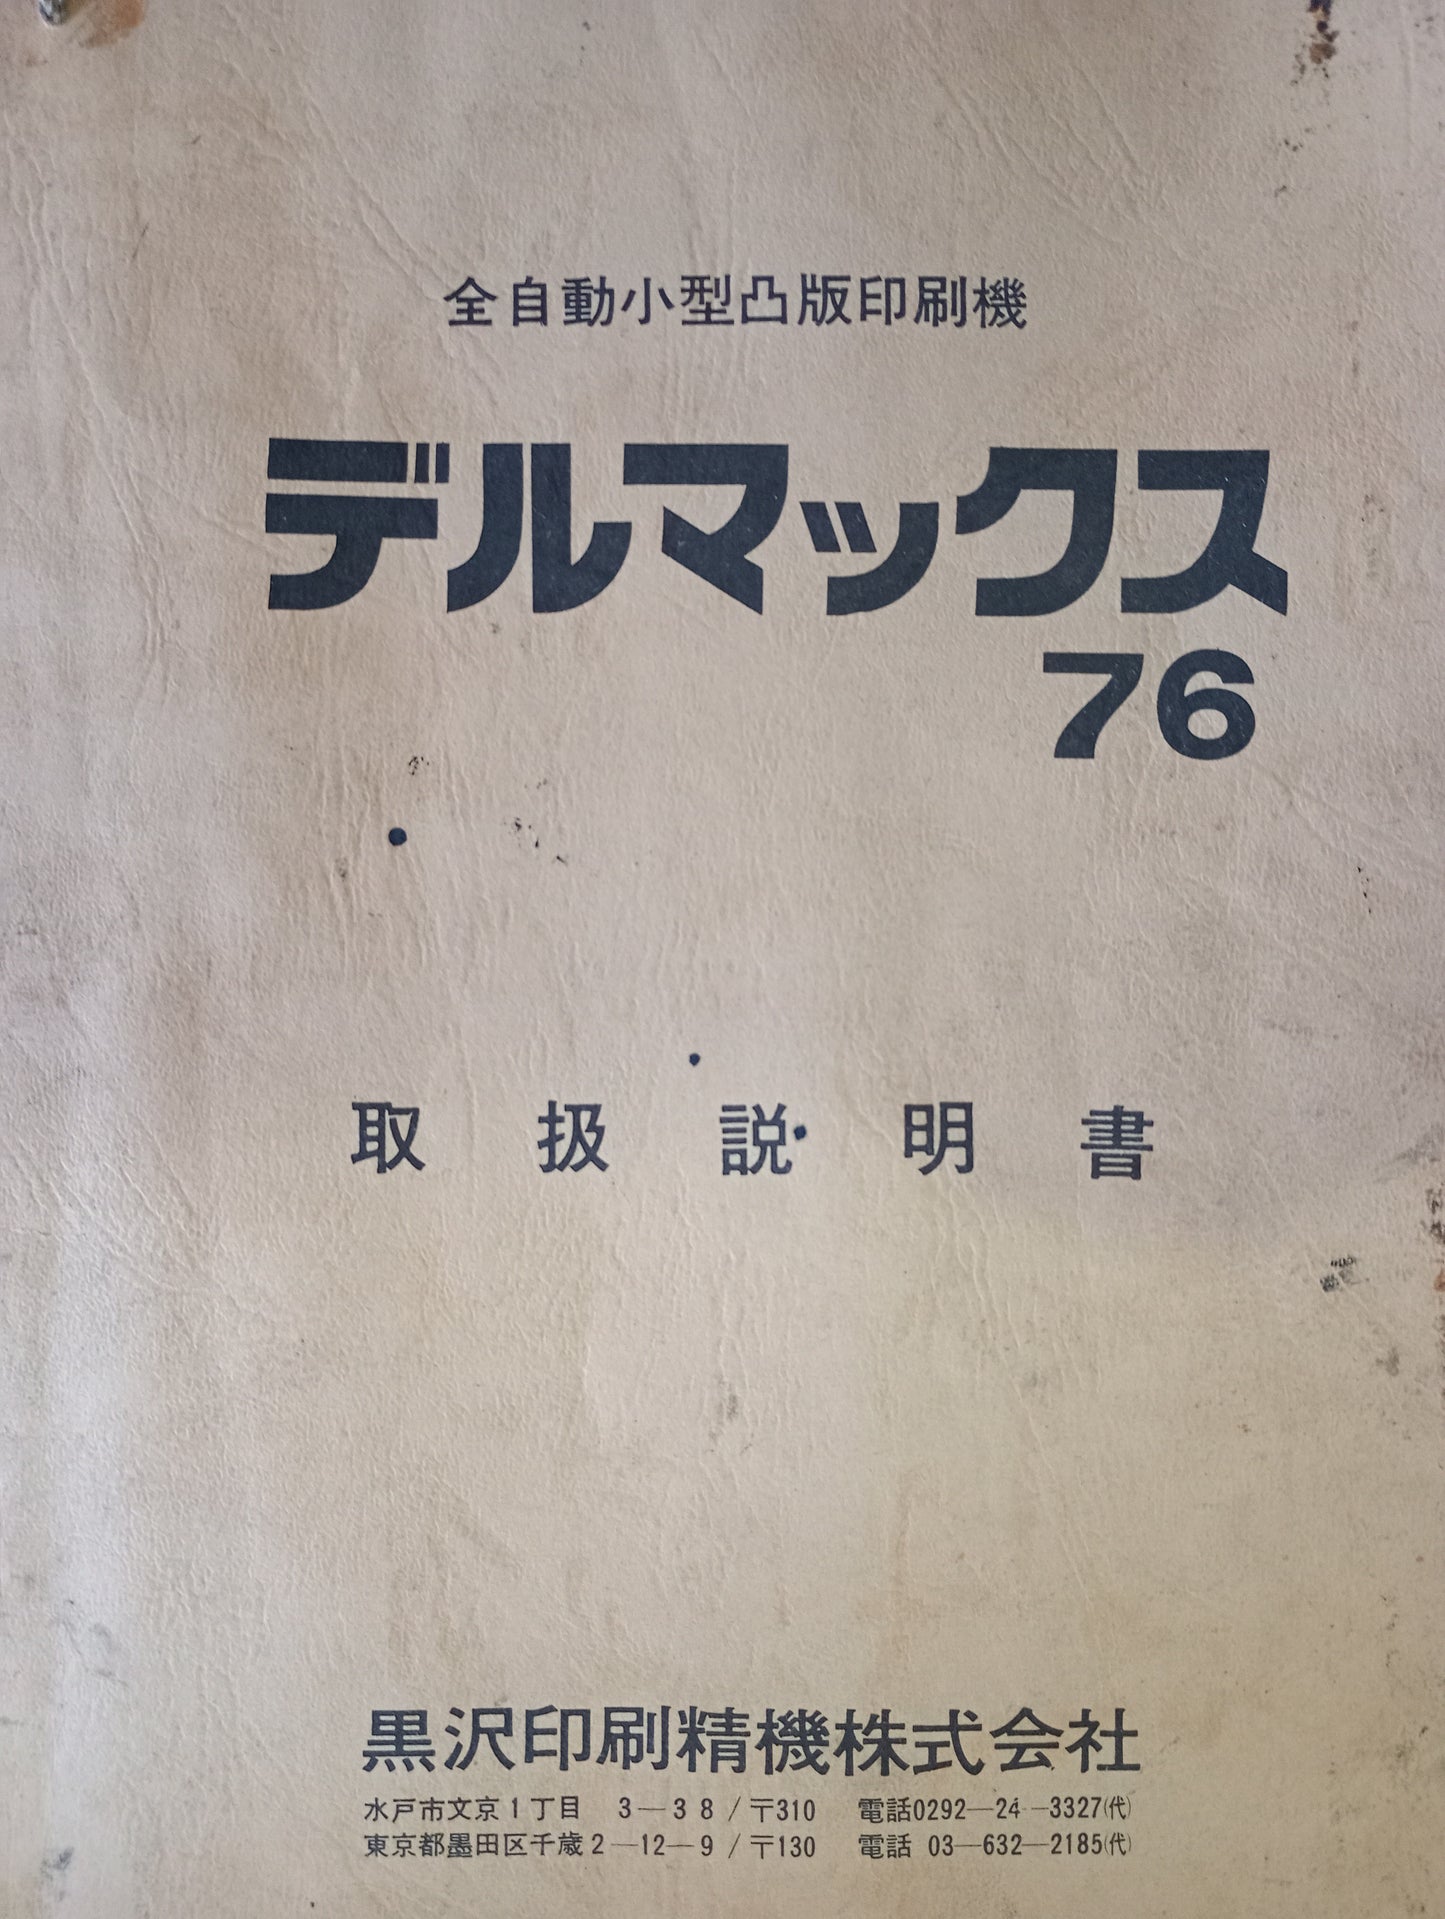 全自動小型凸版印刷機
デルマックス
76
取扱説明書
黒沢印刷精機株式会社
水戸市文京1丁目 3—38/〒310 電話0292—24—3327(代)
東京都墨田区千歳2—12—9/〒130 電話 03—632—2185(代)